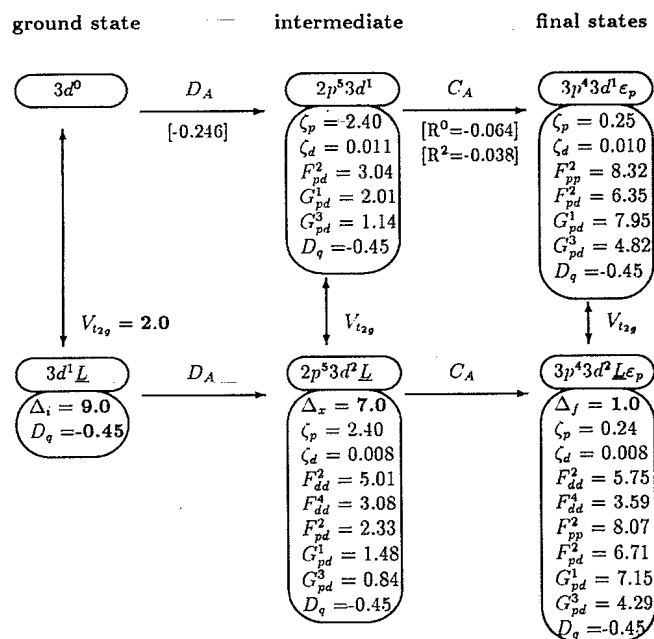 ground state intermediate final states
3d⁰ D_A 2p⁵3d¹ C_A 3p⁴3d¹ε_p
[-0.246] [R⁰=-0.064]
[R²=-0.038]
ζ_p = 2.40
ζ_d = 0.011
F²_pd = 3.04
G¹_pd = 2.01
G³_pd = 1.14
D_q =-0.45
ζ_p = 0.25
ζ_d = 0.010
F²_pp = 8.32
F²_pd = 6.35
G¹_pd = 7.95
G³_pd = 4.82
D_q =-0.45
V_t₂g = 2.0 V_t₂g V_t₂g
3d¹L̲ D_A 2p⁵3d²L̲ C_A 3p⁴3d²L̲ε_p
Δ_i = 9.0
D_q =-0.45
Δ_x = 7.0
ζ_p = 2.40
ζ_d = 0.008
F²_dd = 5.01
F⁴_dd = 3.08
F²_pd = 2.33
G¹_pd = 1.48
G³_pd = 0.84
D_q =-0.45
Δ_f = 1.0
ζ_p = 0.24
ζ_d = 0.008
F²_dd = 5.75
F⁴_dd = 3.59
F²_pp = 8.07
F²_pd = 6.71
G¹_pd = 7.15
G³_pd = 4.29
D_q =-0.45